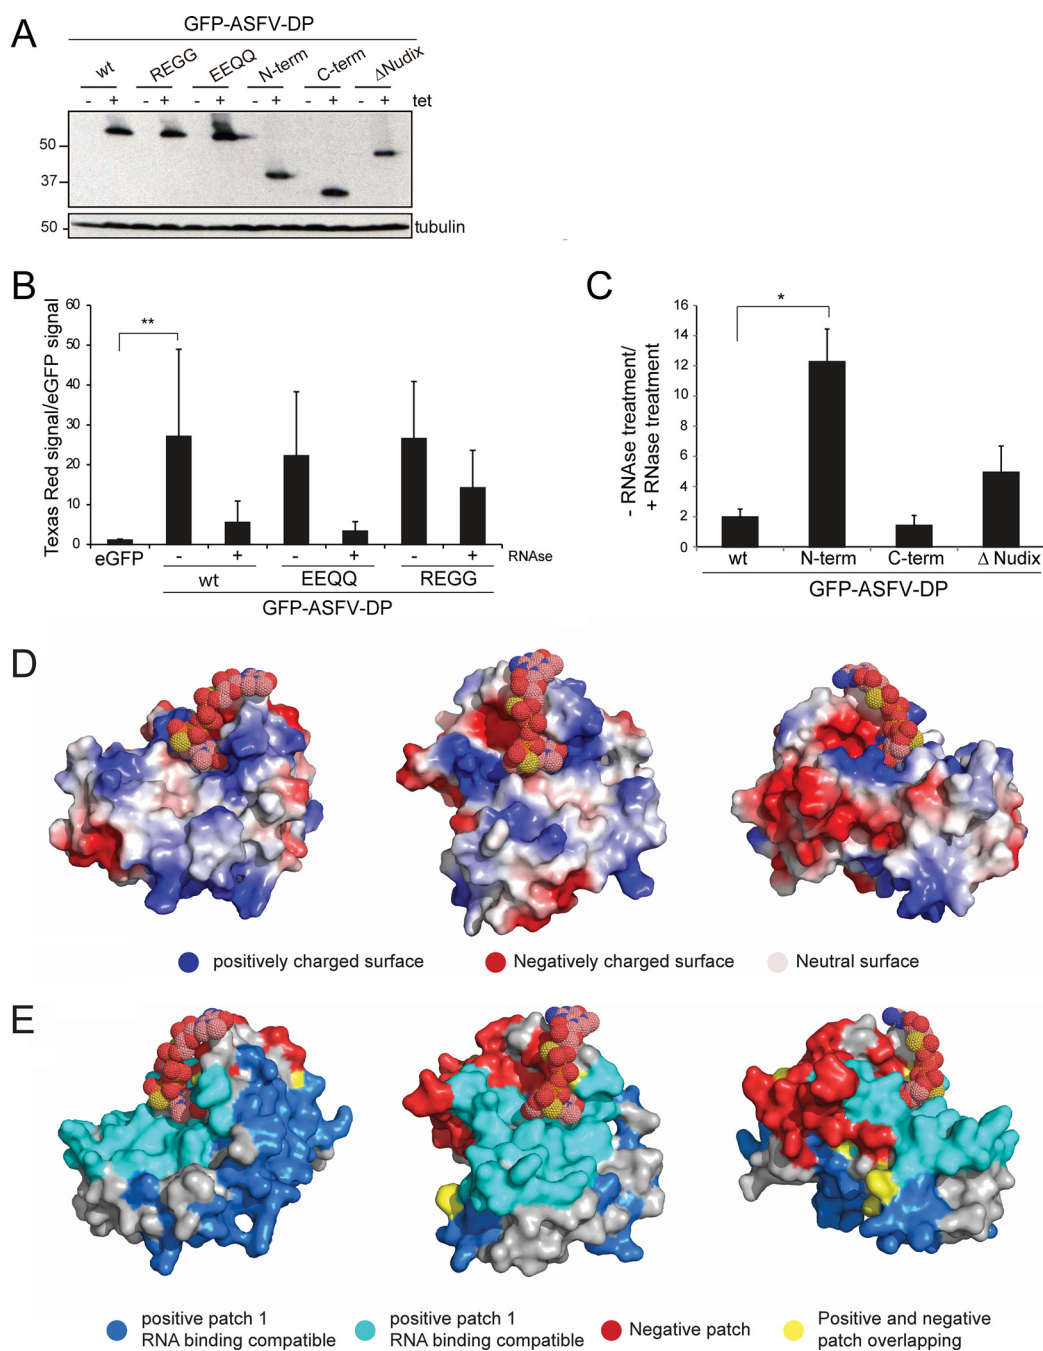 A
GFP-ASFV-DP
wt REGG EEQQ N-term C-term ΔNudix
- + - + - + - + - + - + tet
50
37
50 tubulin
B
Texas Red signal/eGFP signal
60
50
40
30
20
10
0
**
eGFP - + - + - + RNAse
wt EEQQ REGG
GFP-ASFV-DP
C
- RNAse treatment/
+ RNase treatment
16
14
12
10
8
6
4
2
0
*
wt N-term C-term Δ Nudix
GFP-ASFV-DP
D
positively charged surface Negatively charged surface Neutral surface
E
positive patch 1
RNA binding compatible
positive patch 1
RNA binding compatible
Negative patch
Positive and negative
patch overlapping